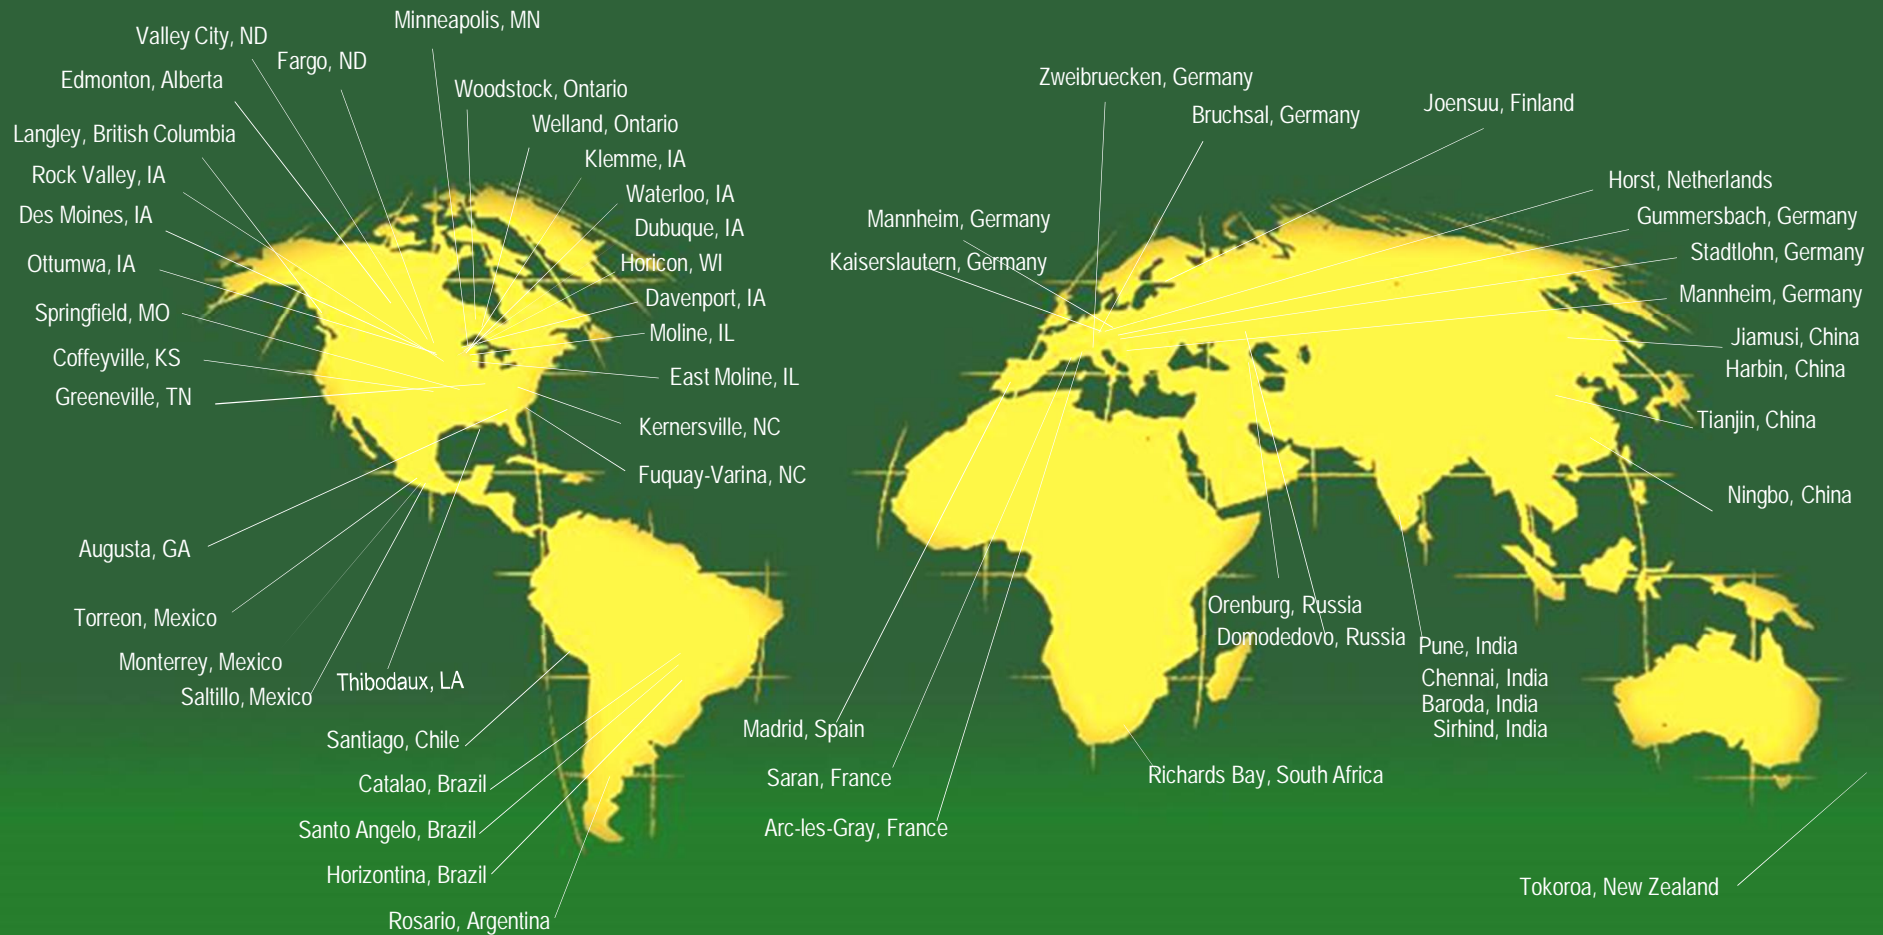 Minneapolis, MN
Valley City, ND
Fargo, ND
Edmonton, Alberta
Woodstock, Ontario
Langley, British Columbia
Welland, Ontario
Klemme, IA
Rock Valley, IA
Waterloo, IA
Des Moines, IA
Dubuque, IA
Ottumwa, IA
Horicon, WI
Davenport, IA
Springfield, MO
Moline, IL
Coffeyville, KS
East Moline, IL
Greeneville, TN
Kernersville, NC
Fuquay-Varina, NC
Augusta, GA
Torreon, Mexico
Monterrey, Mexico
Saltillo, Mexico
Thibodaux, LA
Santiago, Chile
Catalao, Brazil
Santo Angelo, Brazil
Horizontina, Brazil
Rosario, Argentina
Zweibruecken, Germany
Bruchsal, Germany
Joensuu, Finland
Horst, Netherlands
Mannheim, Germany
Gummersbach, Germany
Kaiserslautern, Germany
Stadtlohn, Germany
Mannheim, Germany
Jiamusi, China
Harbin, China
Tianjin, China
Ningbo, China
Orenburg, Russia
Domodedovo, Russia
Pune, India
Chennai, India
Baroda, India
Sirhind, India
Madrid, Spain
Saran, France
Arc-les-Gray, France
Richards Bay, South Africa
Tokoroa, New Zealand